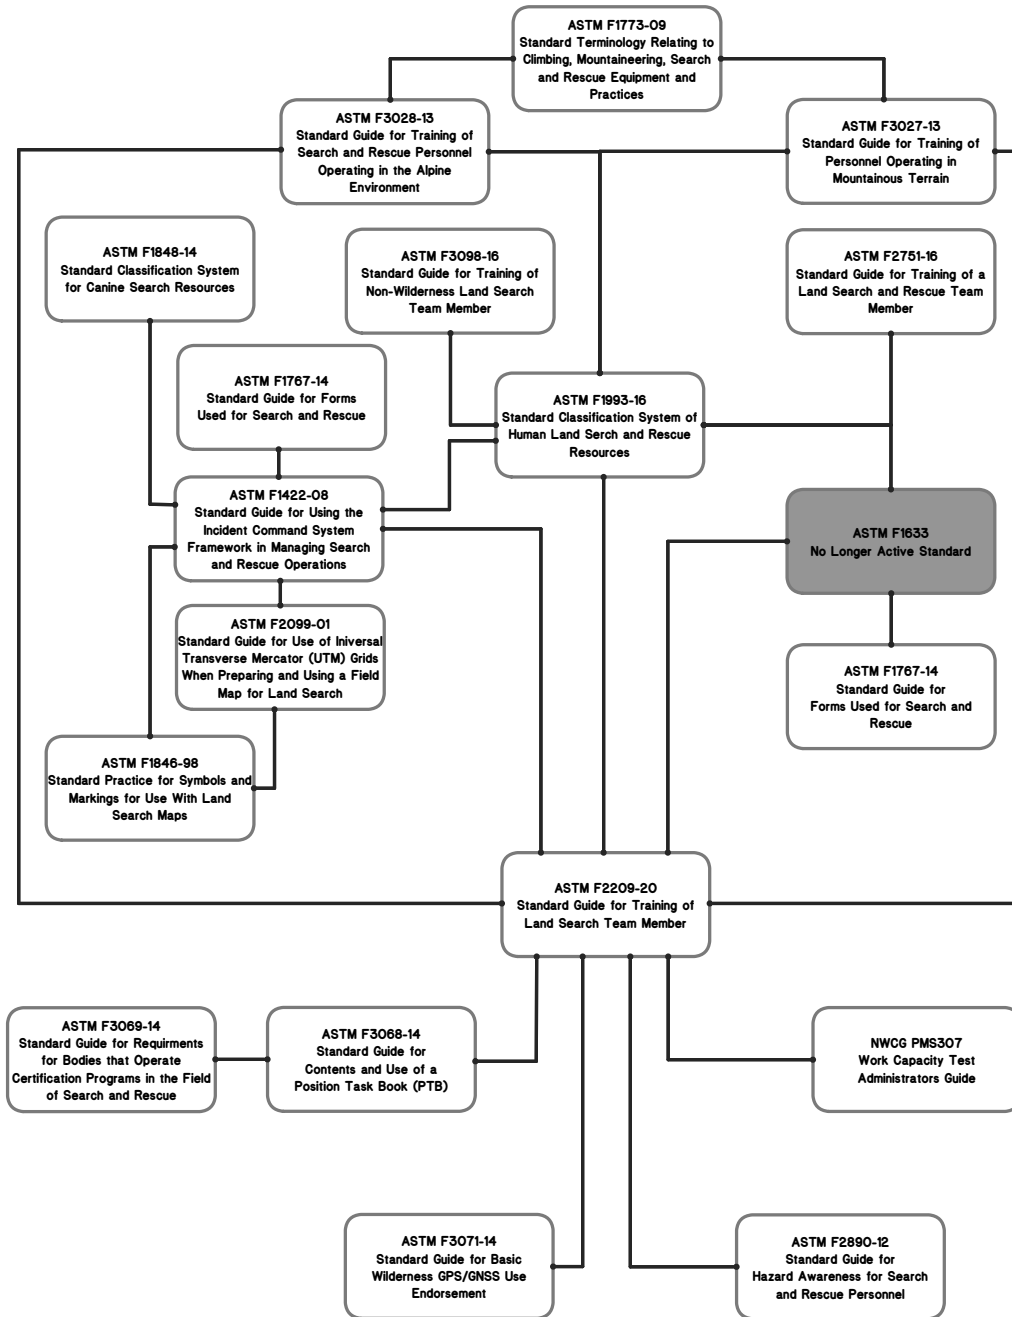 ASTM F1773-09
Standard Terminology Relating to
Climbing, Mountaineering, Search
and Rescue Equipment and
Practices
ASTM F3028-13
Standard Guide for Training of
Search and Rescue Personnel
Operating in the Alpine
Environment
ASTM F3027-13
Standard Guide for Training of
Personnel Operating in
Mountainous Terrain
ASTM F1848-14
Standard Classification System
for Canine Search Resources
ASTM F3098-16
Standard Guide for Training of
Non-Wilderness Land Search
Team Member
ASTM F2751-16
Standard Guide for Training of a
Land Search and Rescue Team
Member
ASTM F1767-14
Standard Guide for Forms
Used for Search and Rescue
ASTM F1993-16
Standard Classification System of
Human Land Serch and Rescue
Resources
ASTM F1422-08
Standard Guide for Using the
Incident Command System
Framework in Managing Search
and Rescue Operations
ASTM F1633
No Longer Active Standard
ASTM F2099-01
Standard Guide for Use of Iniversal
Transverse Mercator (UTM) Grids
When Preparing and Using a Field
Map for Land Search
ASTM F1767-14
Standard Guide for
Forms Used for Search and
Rescue
ASTM F1846-98
Standard Practice for Symbols and
Markings for Use With Land
Search Maps
ASTM F2209-20
Standard Guide for Training of
Land Search Team Member
ASTM F3069-14
Standard Guide for Requirments
for Bodies that Operate
Certification Programs in the Field
of Search and Rescue
ASTM F3068-14
Standard Guide for
Contents and Use of a
Position Task Book (PTB)
NWCG PMS307
Work Capacity Test
Administrators Guide
ASTM F3071-14
Standard Guide for Basic
Wilderness GPS/GNSS Use
Endorsement
ASTM F2890-12
Standard Guide for
Hazard Awareness for Search
and Rescue Personnel